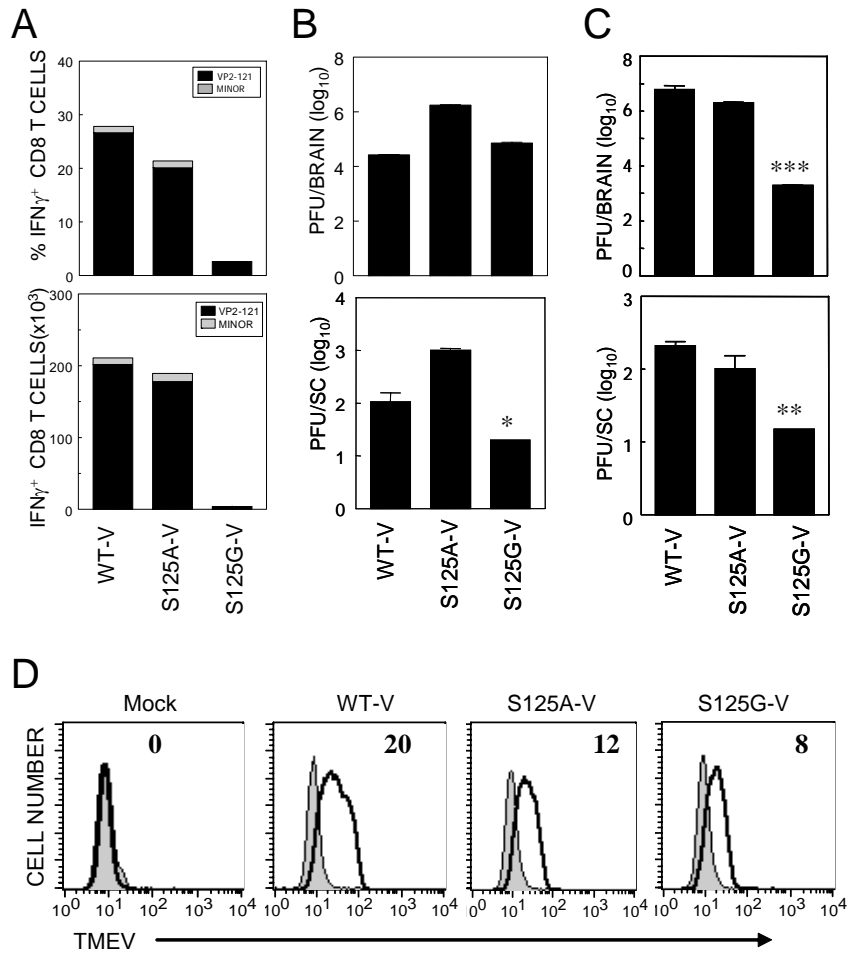 A
40
30
20
10
0
% IFNγ⁺ CD8 T CELLS
VP2-121
MINOR
300
200
100
0
IFNγ⁺ CD8 T CELLS(x10³)
VP2-121
MINOR
WT-V
S125A-V
S125G-V
B
8
6
4
2
0
PFU/BRAIN (log₁₀)
4
3
2
1
0
PFU/SC (log₁₀)
*
WT-V
S125A-V
S125G-V
C
8
6
4
2
0
PFU/BRAIN (log₁₀)
***
3
2
1
0
PFU/SC (log₁₀)
**
WT-V
S125A-V
S125G-V
D
Mock
WT-V
S125A-V
S125G-V
0
20
12
8
CELL NUMBER
10⁰ 10¹ 10² 10³ 10⁴
10⁰ 10¹ 10² 10³ 10⁴
10⁰ 10¹ 10² 10³ 10⁴
10⁰ 10¹ 10² 10³ 10⁴
TMEV